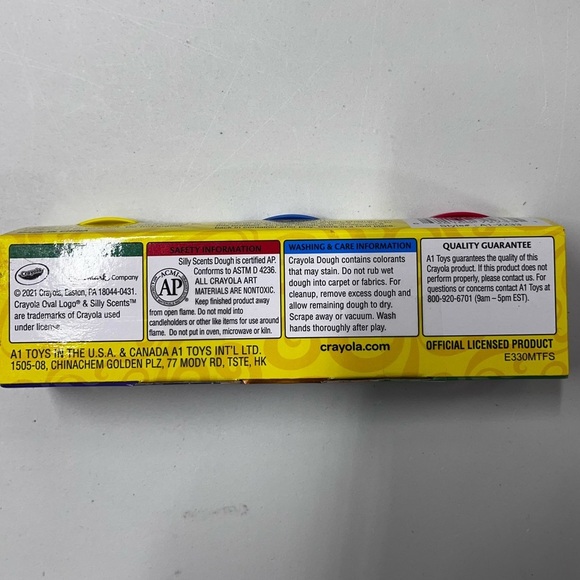 Crayola
Company
© 2021 Crayola, Easton, PA 18044-0431.
Crayola Oval Logo® & Silly Scents™
are trademarks of Crayola used
under license.
SAFETY INFORMATION
Silly Scents Dough is certified AP.
Conforms to ASTM D 4236.
ALL CRAYOLA ART
MATERIALS ARE NONTOXIC.
Keep finished product away
from open flame. Do not mold into
candleholders or other like items for use around
flame. Do not put in oven, microwave or kiln.
ACMI
AP
WASHING & CARE INFORMATION
Crayola Dough contains colorants
that may stain. Do not rub wet
dough into carpet or fabrics. For
cleanup, remove excess dough and
allow remaining dough to dry.
Scrape away or vacuum. Wash
hands thoroughly after play.
QUALITY GUARANTEE
A1 Toys guarantees the quality of this
Crayola product. If this product does not
perform properly, please contact us. For
questions or concerns contact A1 Toys at
800-920-6701 (9am – 5pm EST).
A1 TOYS IN THE U.S.A. & CANADA A1 TOYS INT'L LTD.
1505-08, CHINACHEM GOLDEN PLZ, 77 MODY RD, TSTE, HK
crayola.com
OFFICIAL LICENSED PRODUCT
E330MTFS